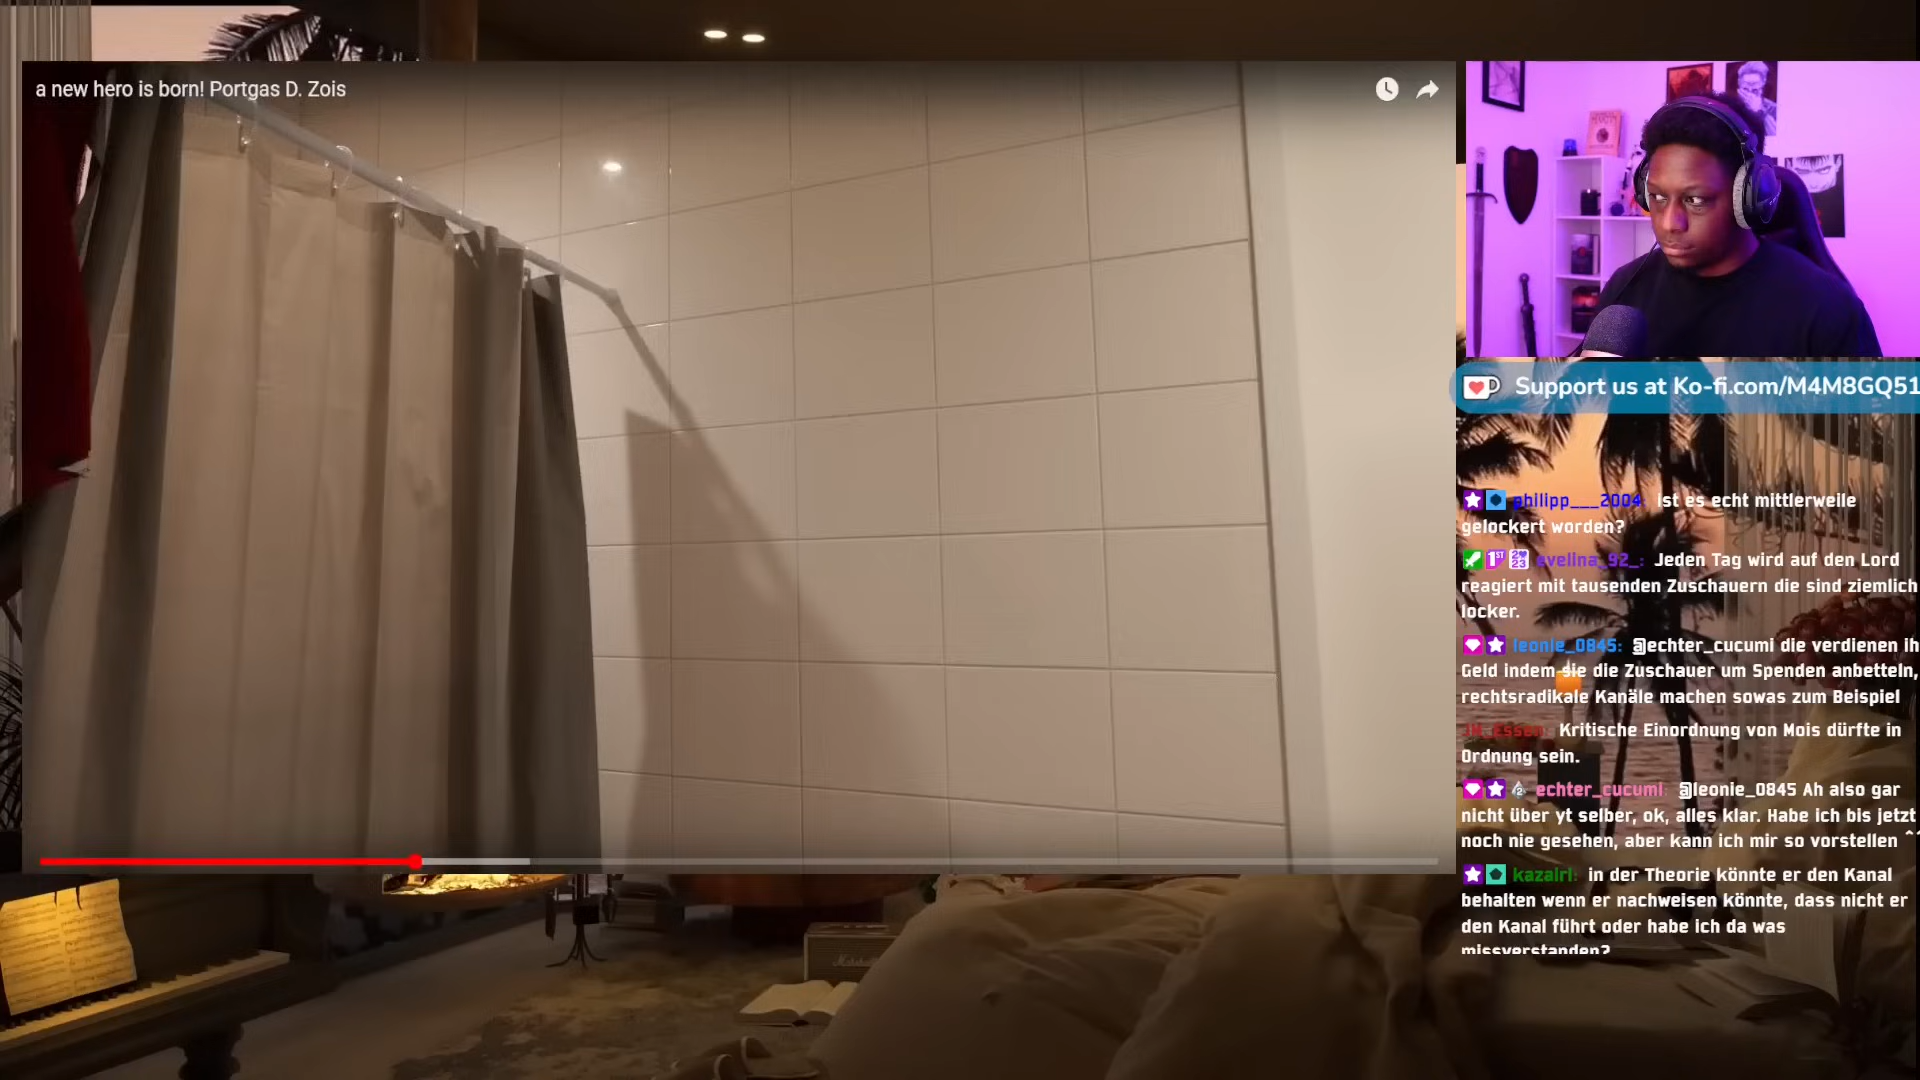 a new hero is born! Portgas D. Zois
Support us at Ko-fi.com/M4M8GQ51
philipp___2004: ist es echt mittlerweile
gelockert worden?
evelina_92_: Jeden Tag wird auf den Lord
reagiert mit tausenden Zuschauern die sind ziemlich
locker.
leonie_0845: @echter_cucumi die verdienen ih
Geld indem sie die Zuschauer um Spenden anbetteln,
rechtsradikale Kanäle machen sowas zum Beispiel
Kritische Einordnung von Mois dürfte in
Ordnung sein.
echter_cucumi: @leonie_0845 Ah also gar
nicht über yt selber, ok, alles klar. Habe ich bis jetzt
noch nie gesehen, aber kann ich mir so vorstellen ^^
kazairi: in der Theorie könnte er den Kanal
behalten wenn er nachweisen könnte, dass nicht er
den Kanal führt oder habe ich da was
missverstanden?